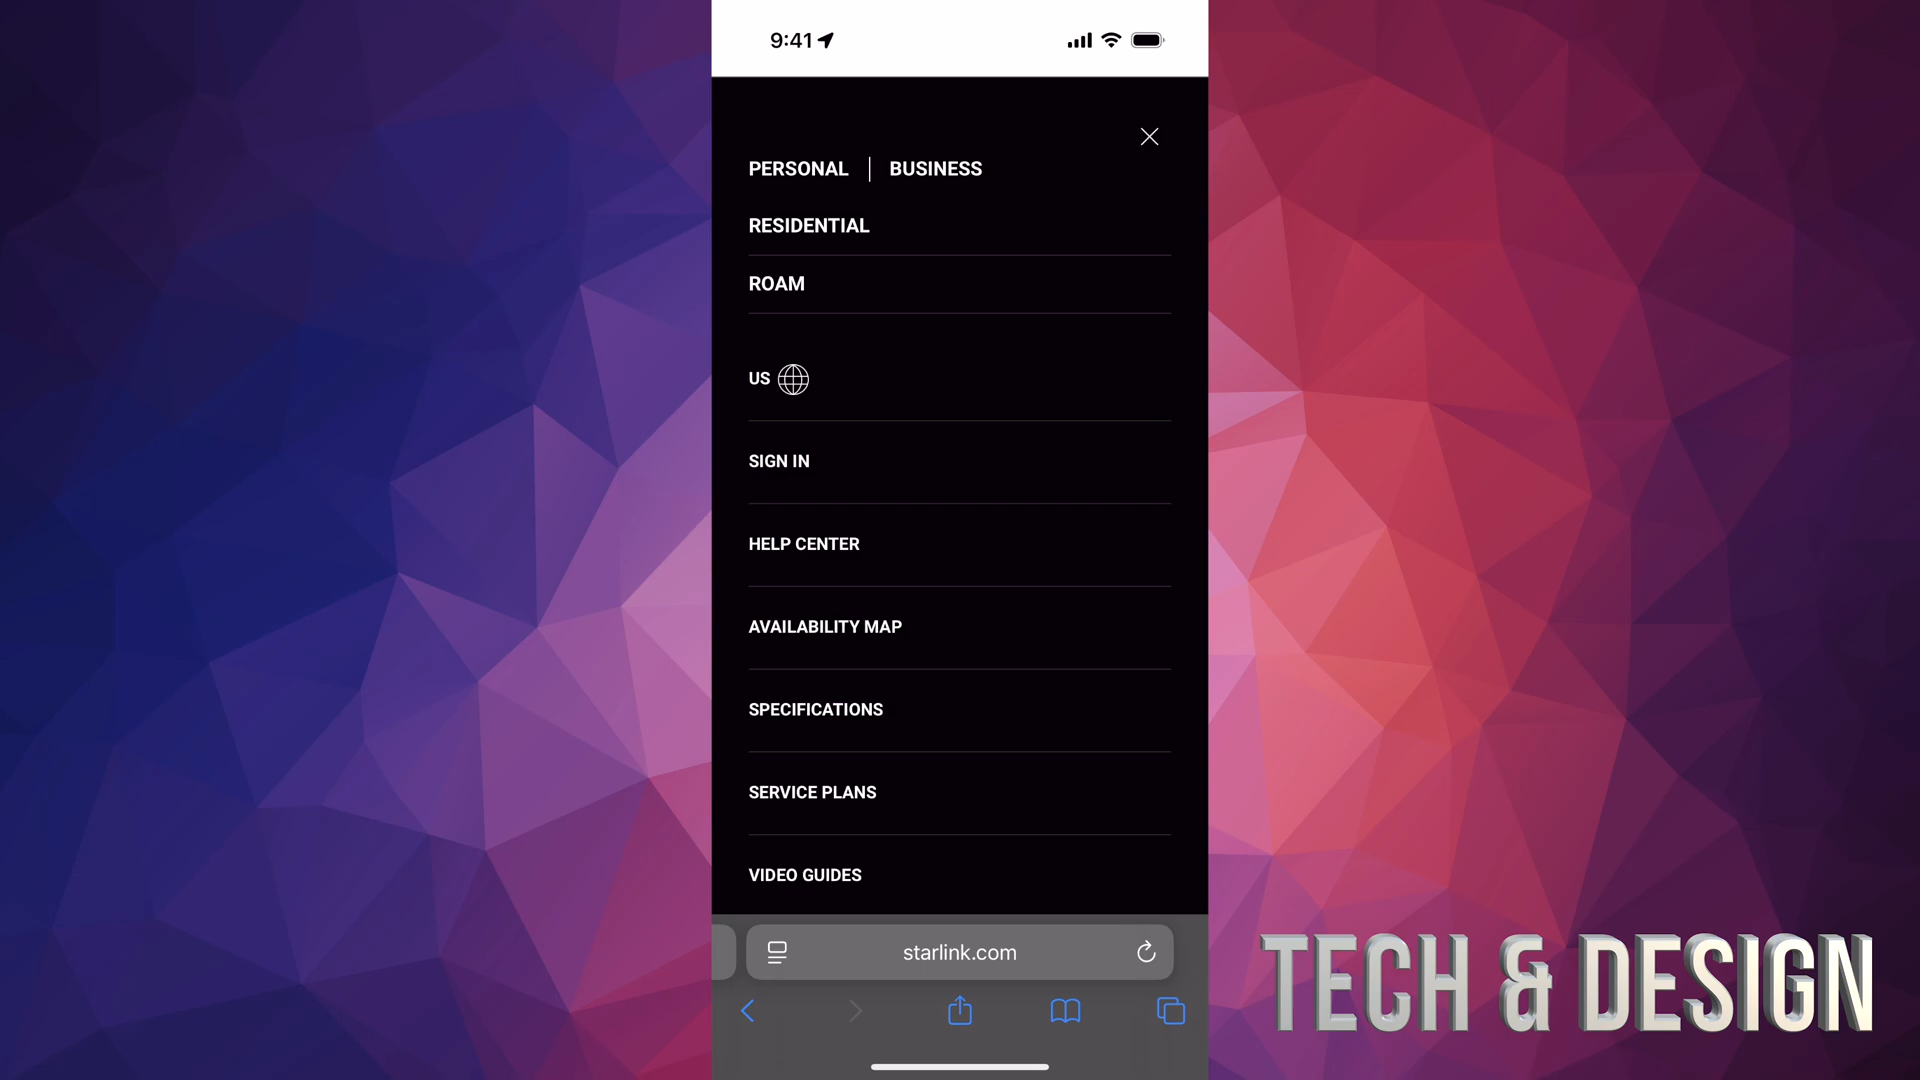 9:41
PERSONAL | BUSINESS
RESIDENTIAL
ROAM
US
SIGN IN
HELP CENTER
AVAILABILITY MAP
SPECIFICATIONS
SERVICE PLANS
VIDEO GUIDES
starlink.com
TECH & DESIGN